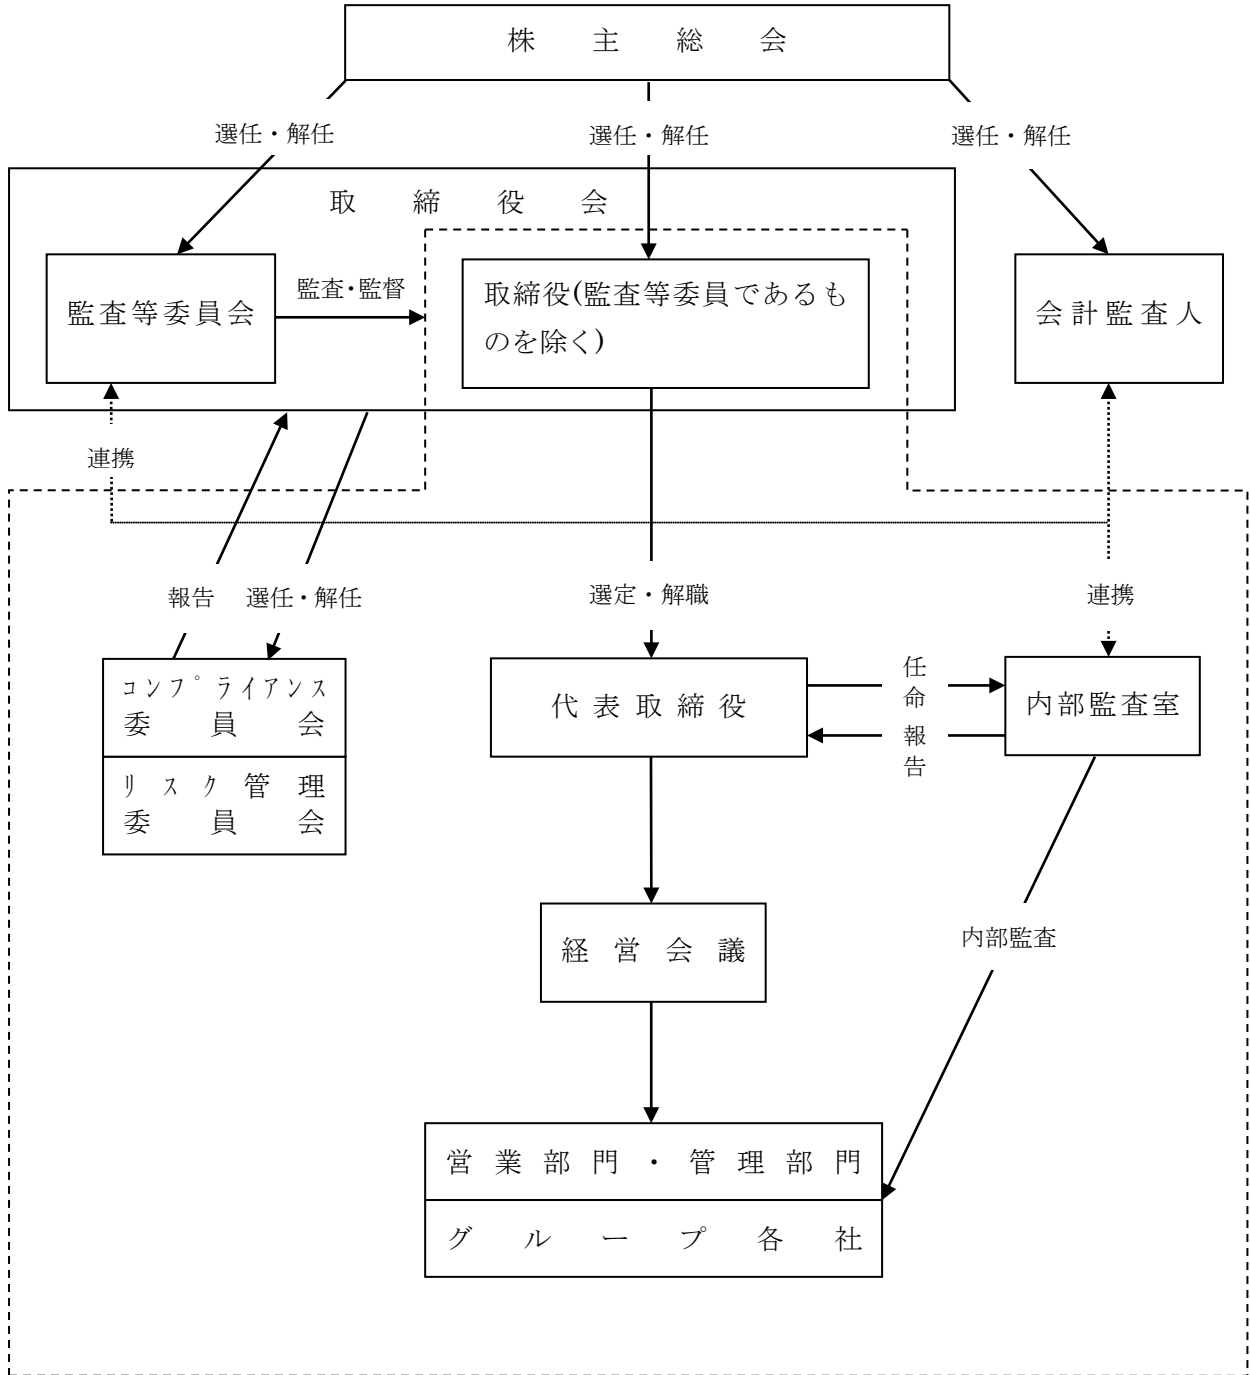 株主総会
選任・解任
選任・解任
選任・解任
取締役会
監査等委員会
監査・監督
取締役(監査等委員であるも
のを除く)
会計監査人
連携
報告
選任・解任
選定・解職
連携
コンプライアンス
委員会
リスク管理
委員会
代表取締役
任命
報告
内部監査室
経営会議
内部監査
営業部門・管理部門
グループ各社